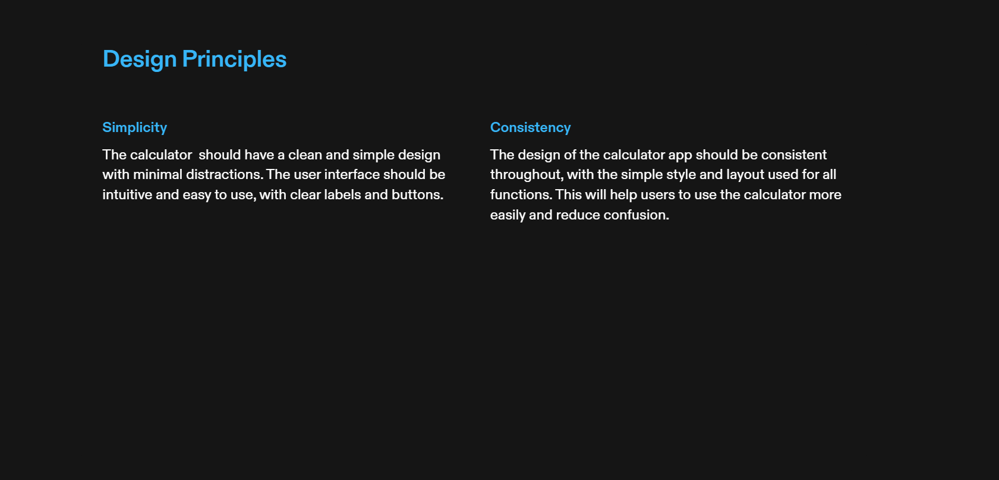 Design Principles
Simplicity
The calculator  should have a clean and simple design
with minimal distractions. The user interface should be
intuitive and easy to use, with clear labels and buttons.
Consistency
The design of the calculator app should be consistent
throughout, with the simple style and layout used for all
functions. This will help users to use the calculator more
easily and reduce confusion.